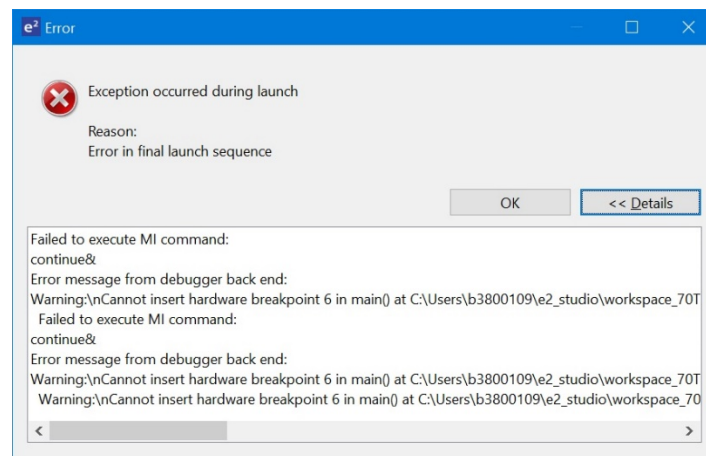 e² Error
Exception occurred during launch
Reason:
Error in final launch sequence
OK
<< Details
Failed to execute MI command:
continue&
Error message from debugger back end:
Warning:\nCannot insert hardware breakpoint 6 in main() at C:\Users\b3800109\e2_studio\workspace_70T
Failed to execute MI command:
continue&
Error message from debugger back end:
Warning:\nCannot insert hardware breakpoint 6 in main() at C:\Users\b3800109\e2_studio\workspace_70T
Warning:\nCannot insert hardware breakpoint 6 in main() at C:\Users\b3800109\e2_studio\workspace_70